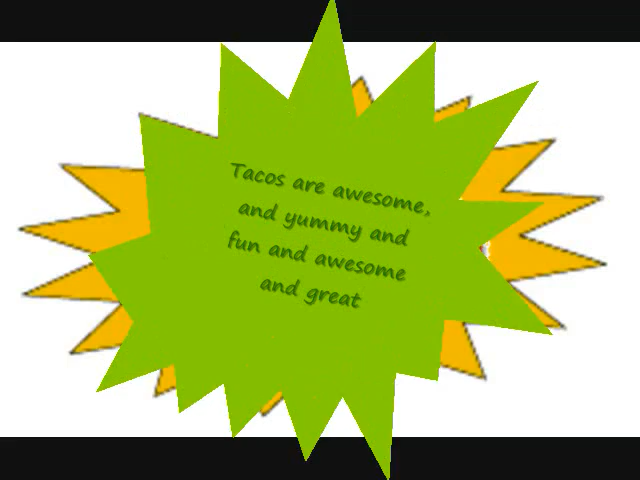 Tacos are awesome,
and yummy and
fun and awesome
and great